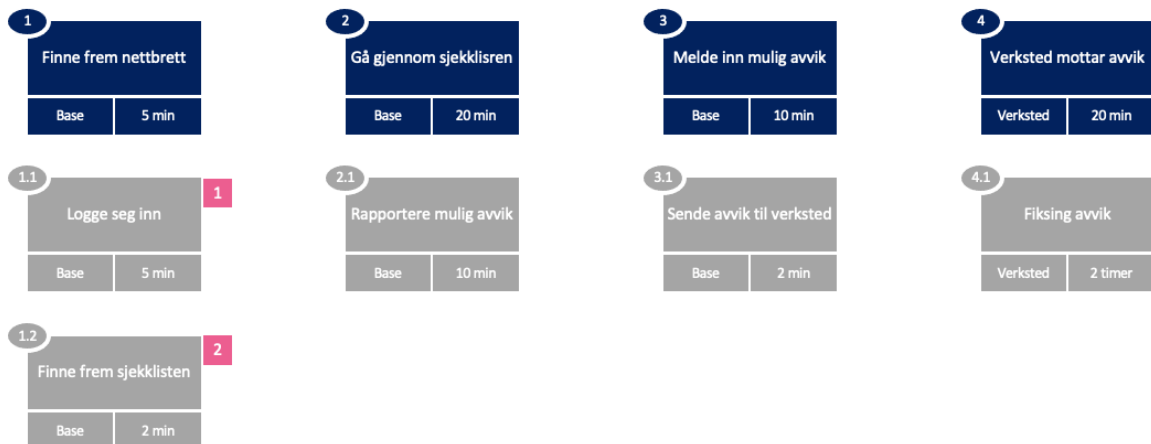 1
Finne frem nettbrett
Base 5 min
2
Gå gjennom sjekklisren
Base 20 min
3
Melde inn mulig avvik
Base 10 min
4
Verksted mottar avvik
Verksted 20 min
1.1
1
Logge seg inn
Base 5 min
2.1
Rapportere mulig avvik
Base 10 min
3.1
Sende avvik til verksted
Base 2 min
4.1
Fiksing avvik
Verksted 2 timer
1.2
2
Finne frem sjekklisten
Base 2 min